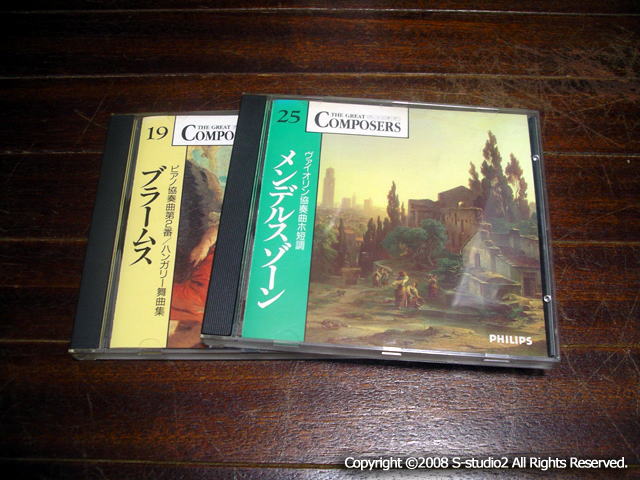 19
THE GREAT
COMPO
ピアノ協奏曲第2番／ハンガリー舞曲集
ブラームス
25
THE GREAT
COMPOSERS
ヴァイオリン協奏曲ホ短調
メンデルスゾーン
PHILIPS
Copyright ©2008 S-studio2 All Rights Reserved.